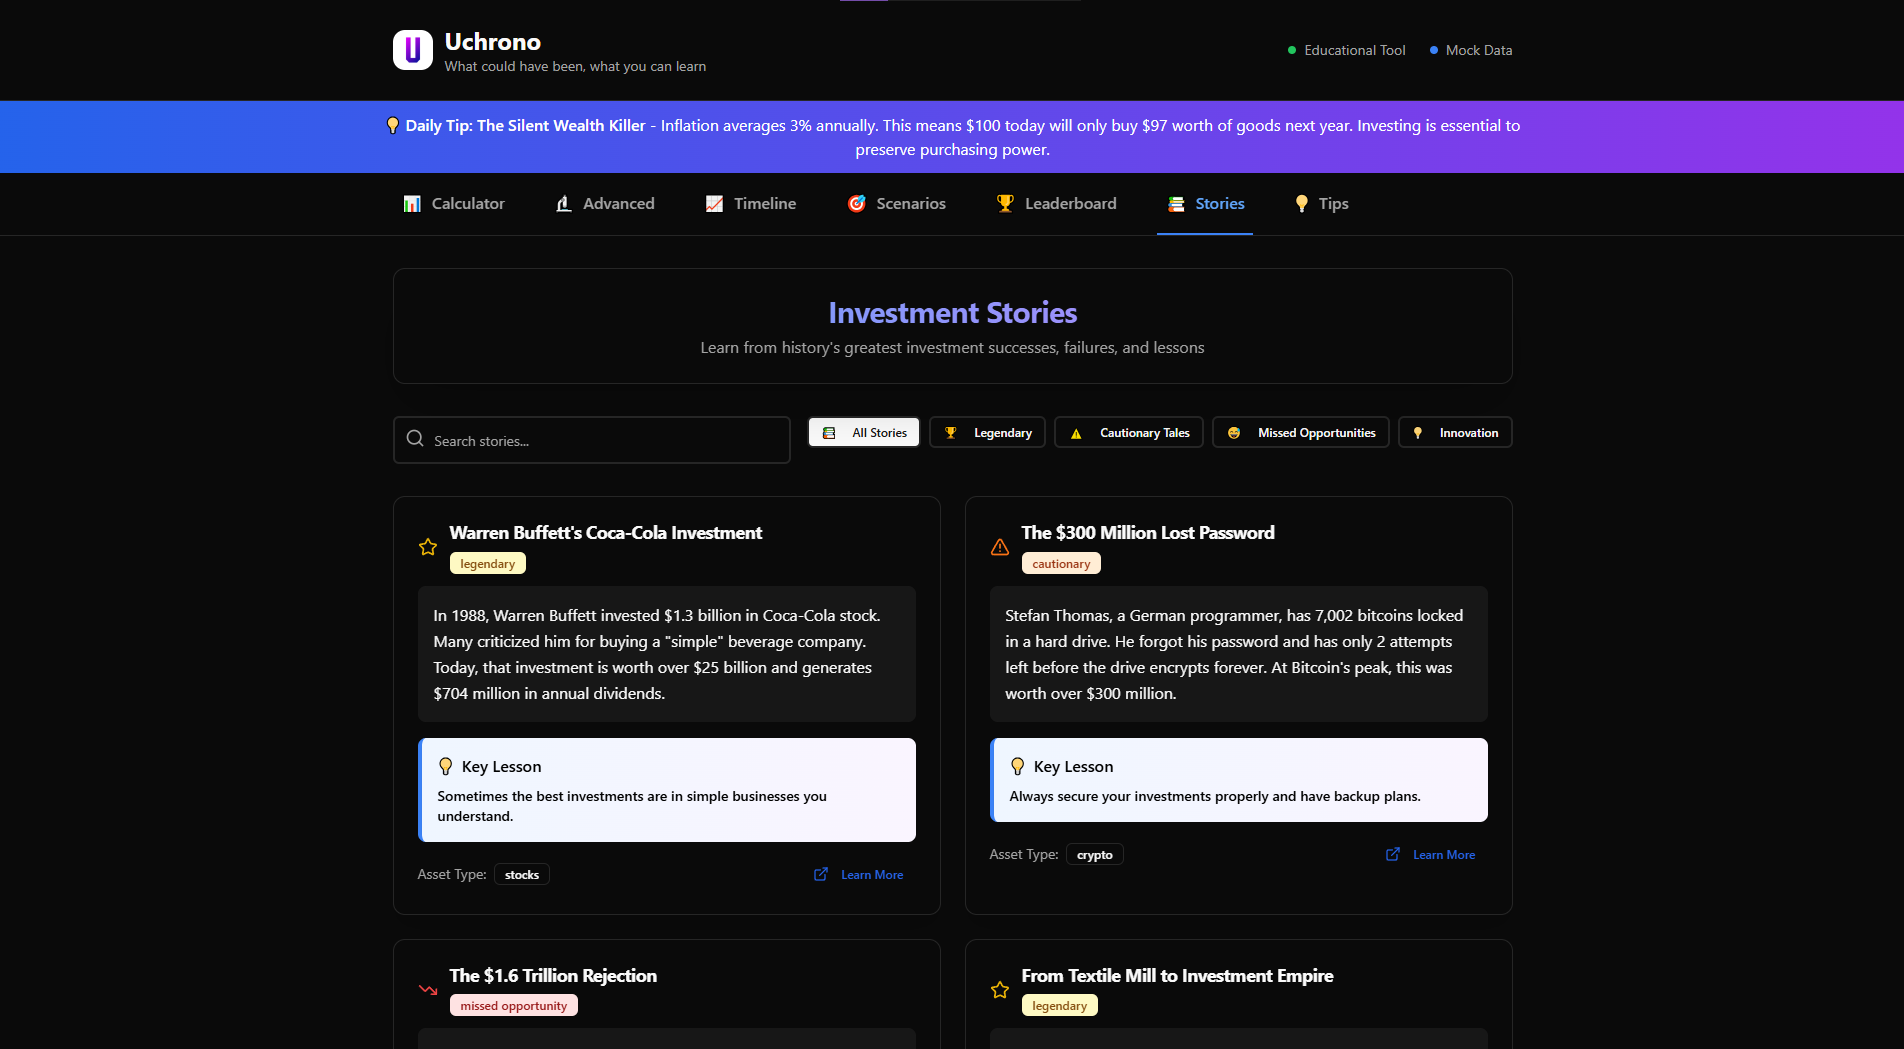 Uchrono
What could have been, what you can learn
Educational Tool
Mock Data
Daily Tip: The Silent Wealth Killer - Inflation averages 3% annually. This means $100 today will only buy $97 worth of goods next year. Investing is essential to
preserve purchasing power.
Calculator
Advanced
Timeline
Scenarios
Leaderboard
Stories
Tips
Investment Stories
Learn from history's greatest investment successes, failures, and lessons
Search stories...
All Stories
Legendary
Cautionary Tales
Missed Opportunities
Innovation
Warren Buffett's Coca-Cola Investment
legendary
In 1988, Warren Buffett invested $1.3 billion in Coca-Cola stock.
Many criticized him for buying a "simple" beverage company.
Today, that investment is worth over $25 billion and generates
$704 million in annual dividends.
Key Lesson
Sometimes the best investments are in simple businesses you
understand.
Asset Type: stocks
Learn More
The $300 Million Lost Password
cautionary
Stefan Thomas, a German programmer, has 7,002 bitcoins locked
in a hard drive. He forgot his password and has only 2 attempts
left before the drive encrypts forever. At Bitcoin's peak, this was
worth over $300 million.
Key Lesson
Always secure your investments properly and have backup plans.
Asset Type: crypto
Learn More
The $1.6 Trillion Rejection
missed opportunity
From Textile Mill to Investment Empire
legendary